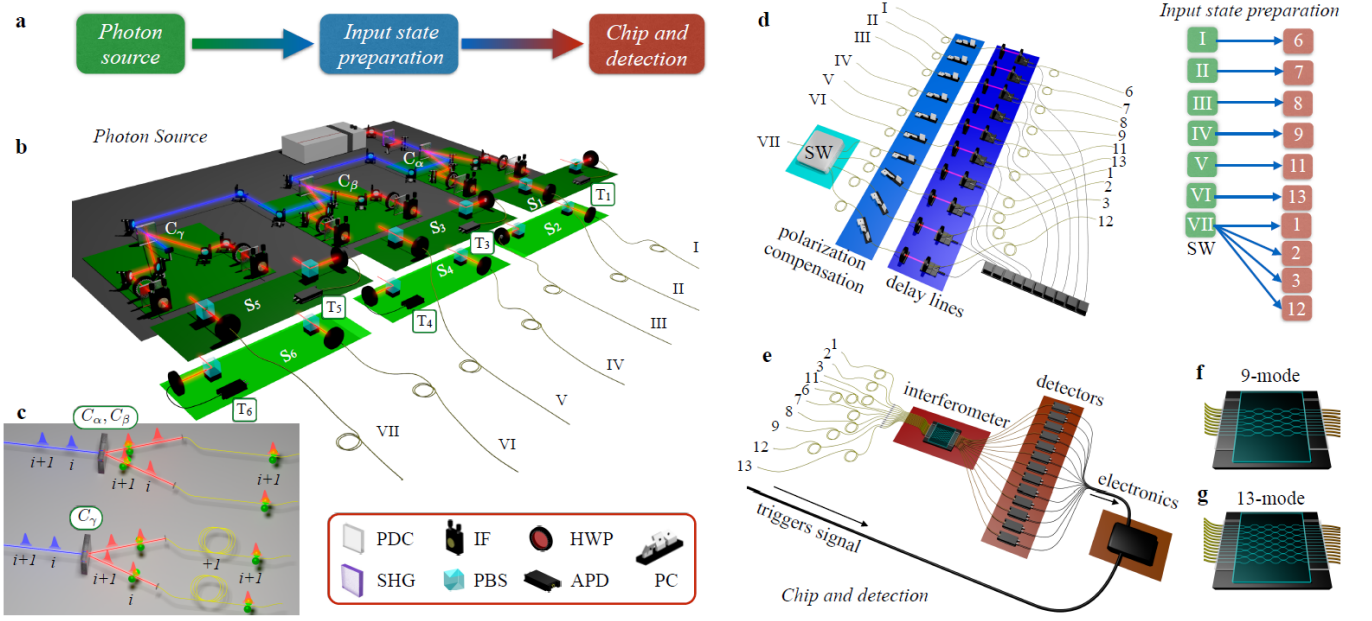 a
Photon
source
Input state
preparation
Chip and
detection
b
Photon Source
Cα
Cβ
Cγ
S1
T1
S2
S3
T3
S4
T4
S5
T5
S6
T6
I
II
III
IV
V
VI
VII
c
Cα, Cβ
i+1
i
i+1
i
i+1
Cγ
i+1
i
i+1
i
+1
i+1
PDC
IF
HWP
SHG
PBS
APD
PC
d
I
II
III
IV
V
VI
VII
SW
polarization
compensation
delay lines
6
7
8
9
11
13
1
2
3
12
Input state preparation
I
6
II
7
III
8
IV
9
V
11
VI
13
VII
1
SW
2
3
12
e
1
2
3
11
6
7
8
9
12
13
interferometer
detectors
electronics
triggers signal
Chip and detection
f
9-mode
g
13-mode